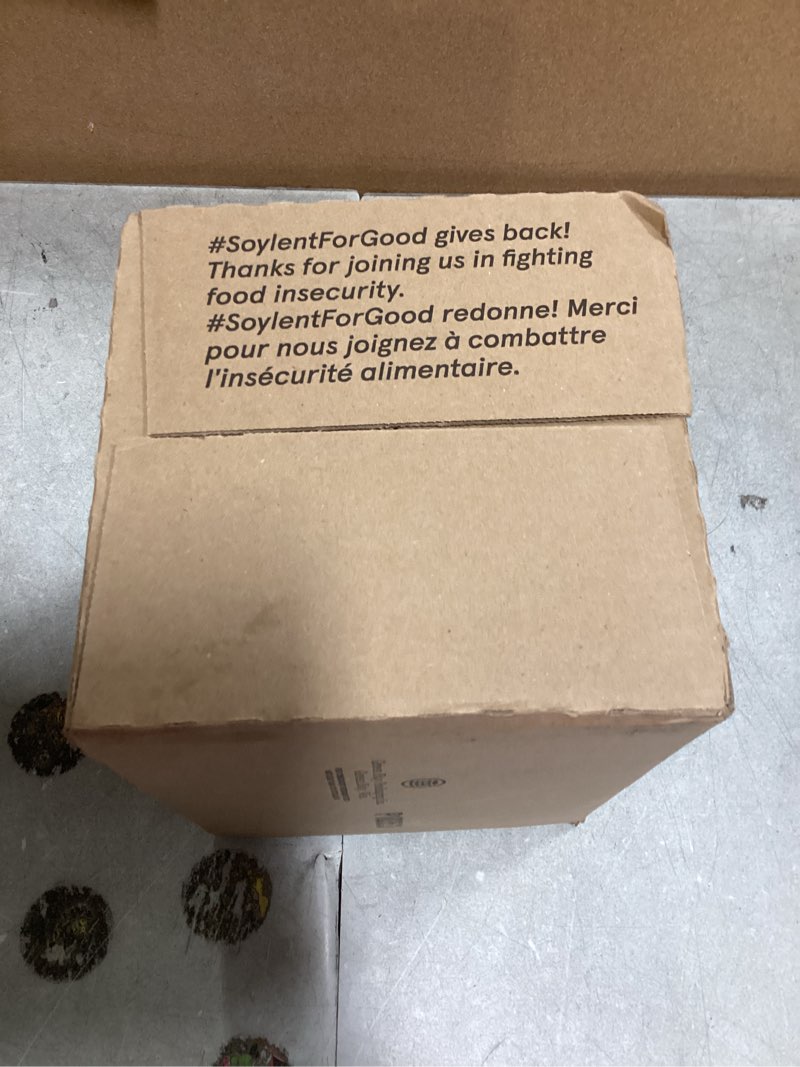 #SoylentForGood gives back!
Thanks for joining us in fighting
food insecurity.
#SoylentForGood redonne! Merci
pour nous joignez à combattre
l'insécurité alimentaire.